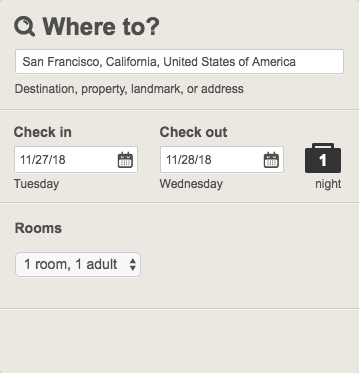 Where to?
San Francisco, California, United States of America
Destination, property, landmark, or address
Check in Check out
11/27/18 11/28/18 1
Tuesday Wednesday night
Rooms
1 room, 1 adult